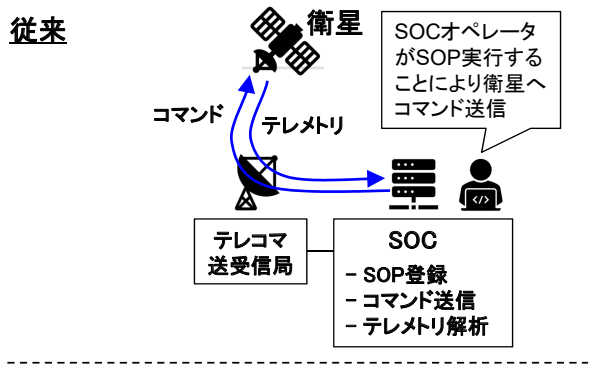 従来
衛星
SOCオペレータ
がSOP実行する
ことにより衛星へ
コマンド送信
コマンド
テレメトリ
</>
テレコマ
送受信局
SOC
- SOP登録
- コマンド送信
- テレメトリ解析